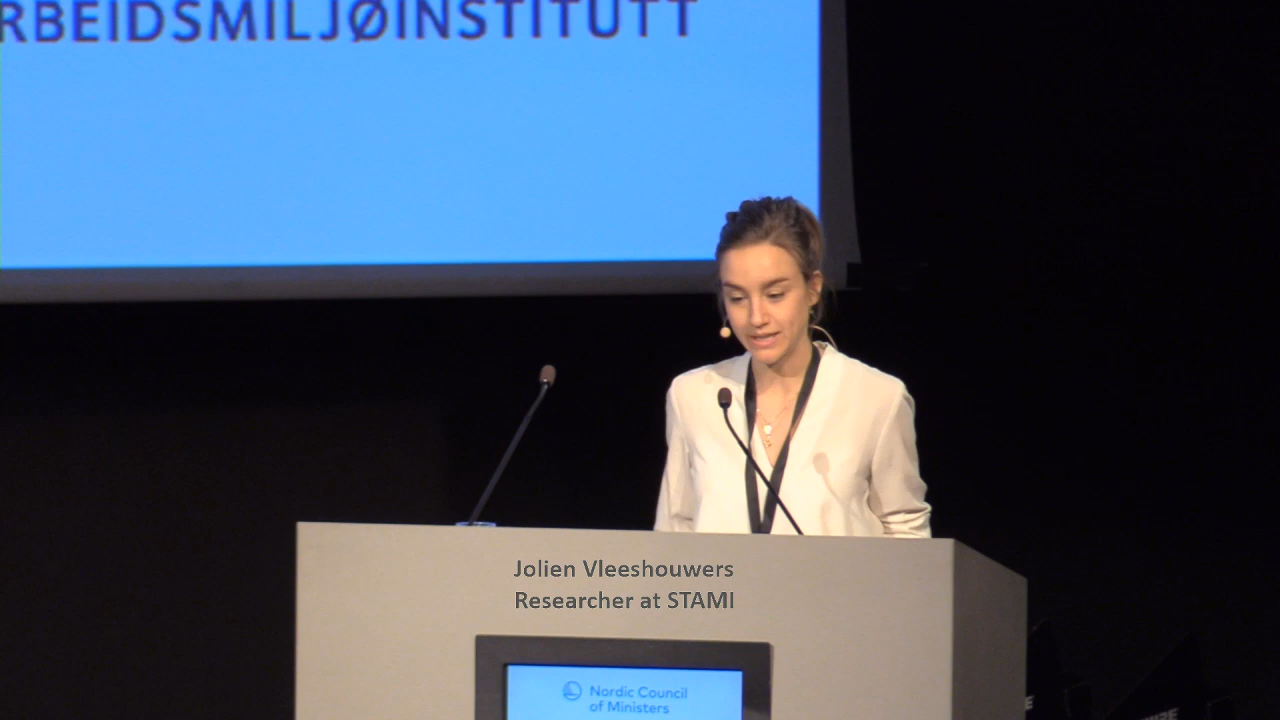 RBEIDSMILJØINSTITUTT
Jolien Vleeshouwers
Researcher at STAMI
Nordic Council
of Ministers